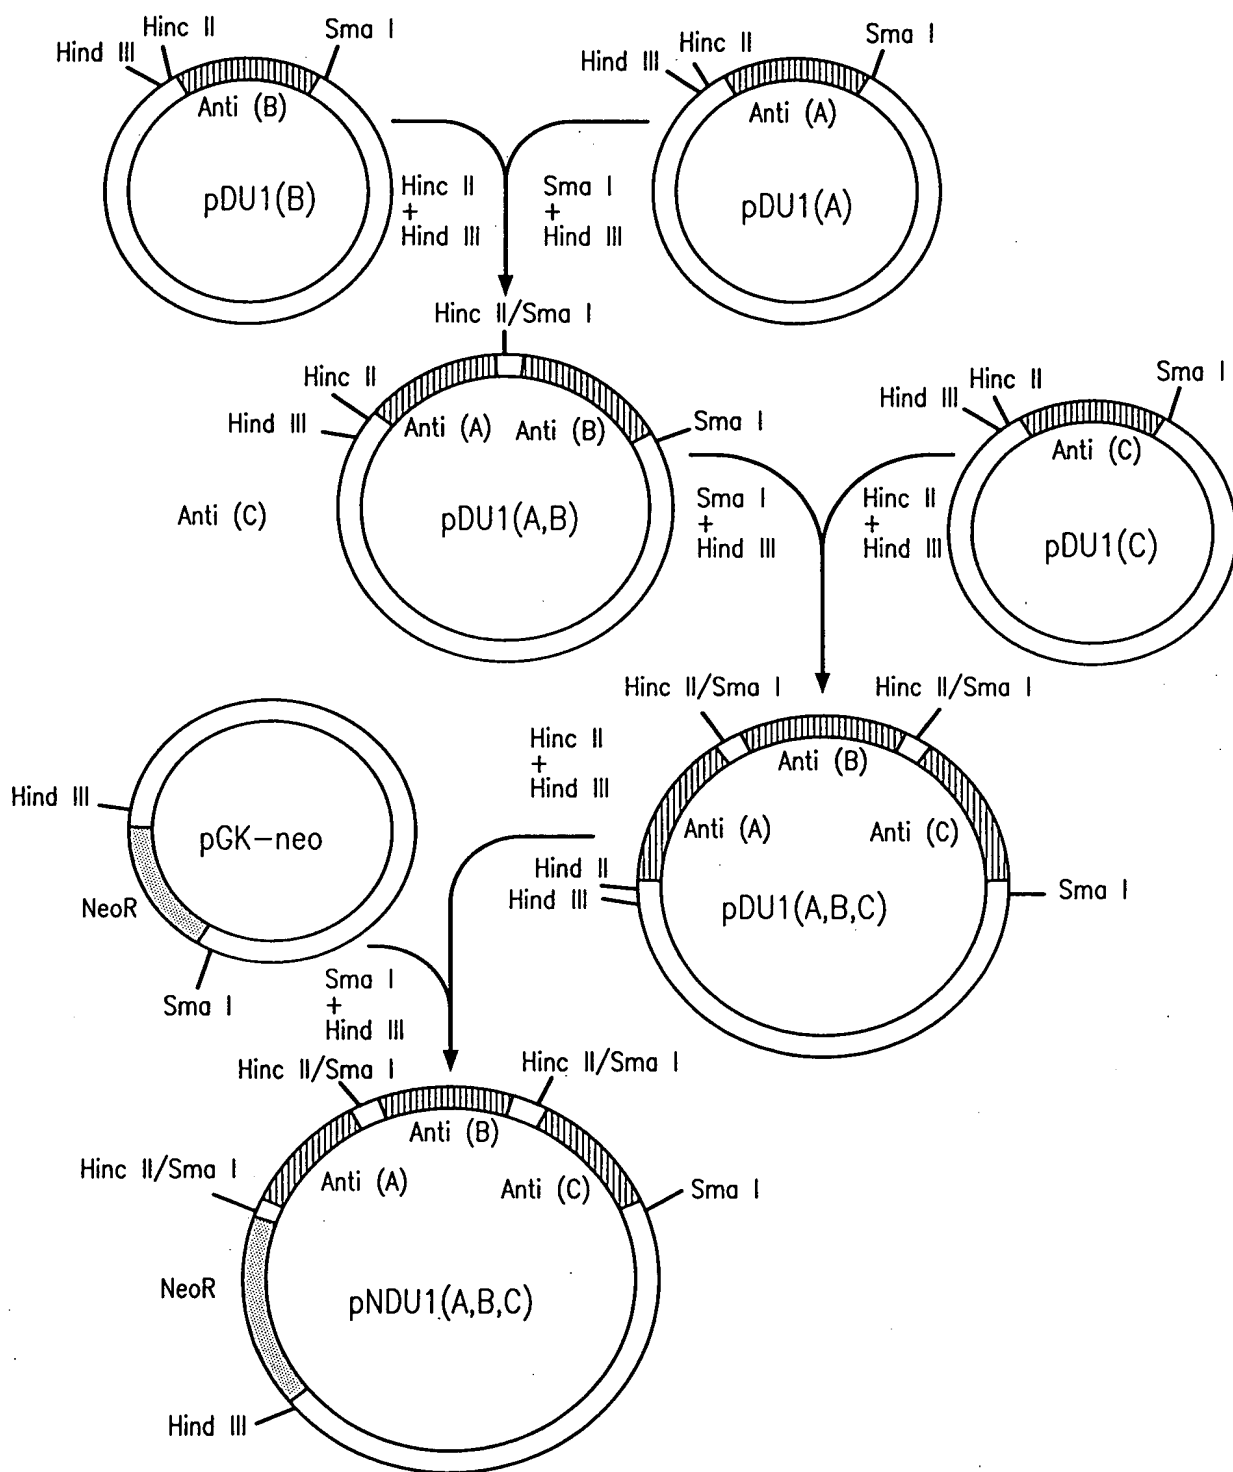 Hinc II
Hind III
Sma I
Anti (B)
pDU1(B)
Hinc II
Hind III
Sma I
Anti (A)
pDU1(A)
Hinc II
+
Hind III
Sma I
+
Hind III
Hinc II/Sma I
Hinc II
Hind III
Sma I
Anti (A)
Anti (B)
pDU1(A,B)
Anti (C)
Sma I
+
Hind III
Hinc II
+
Hind III
Hinc II
Hind III
Sma I
Anti (C)
pDU1(C)
Hinc II/Sma I
Hinc II/Sma I
Hinc II
+
Hind III
Anti (B)
Anti (A)
Anti (C)
Hind II
Hind III
Sma I
pDU1(A,B,C)
Hind III
pGK-neo
NeoR
Sma I
Sma I
+
Hind III
Hinc II/Sma I
Hinc II/Sma I
Anti (B)
Hinc II/Sma I
Anti (A)
Anti (C)
Sma I
NeoR
pNDU1(A,B,C)
Hind III